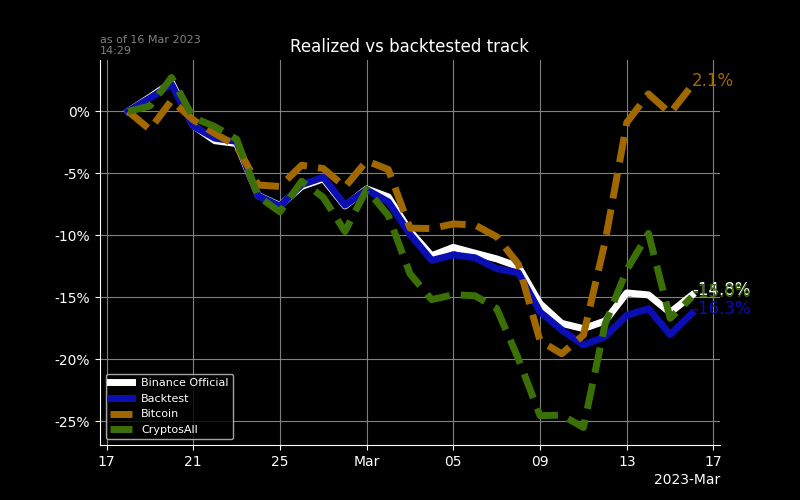 as of 16 Mar 2023
14:29
Realized vs backtested track
0%
-5%
-10%
-15%
-20%
-25%
2.1%
-14.8%
-16.3%
Binance Official
Backtest
Bitcoin
CryptosAll
17
21
25
Mar
05
09
13
17
2023-Mar